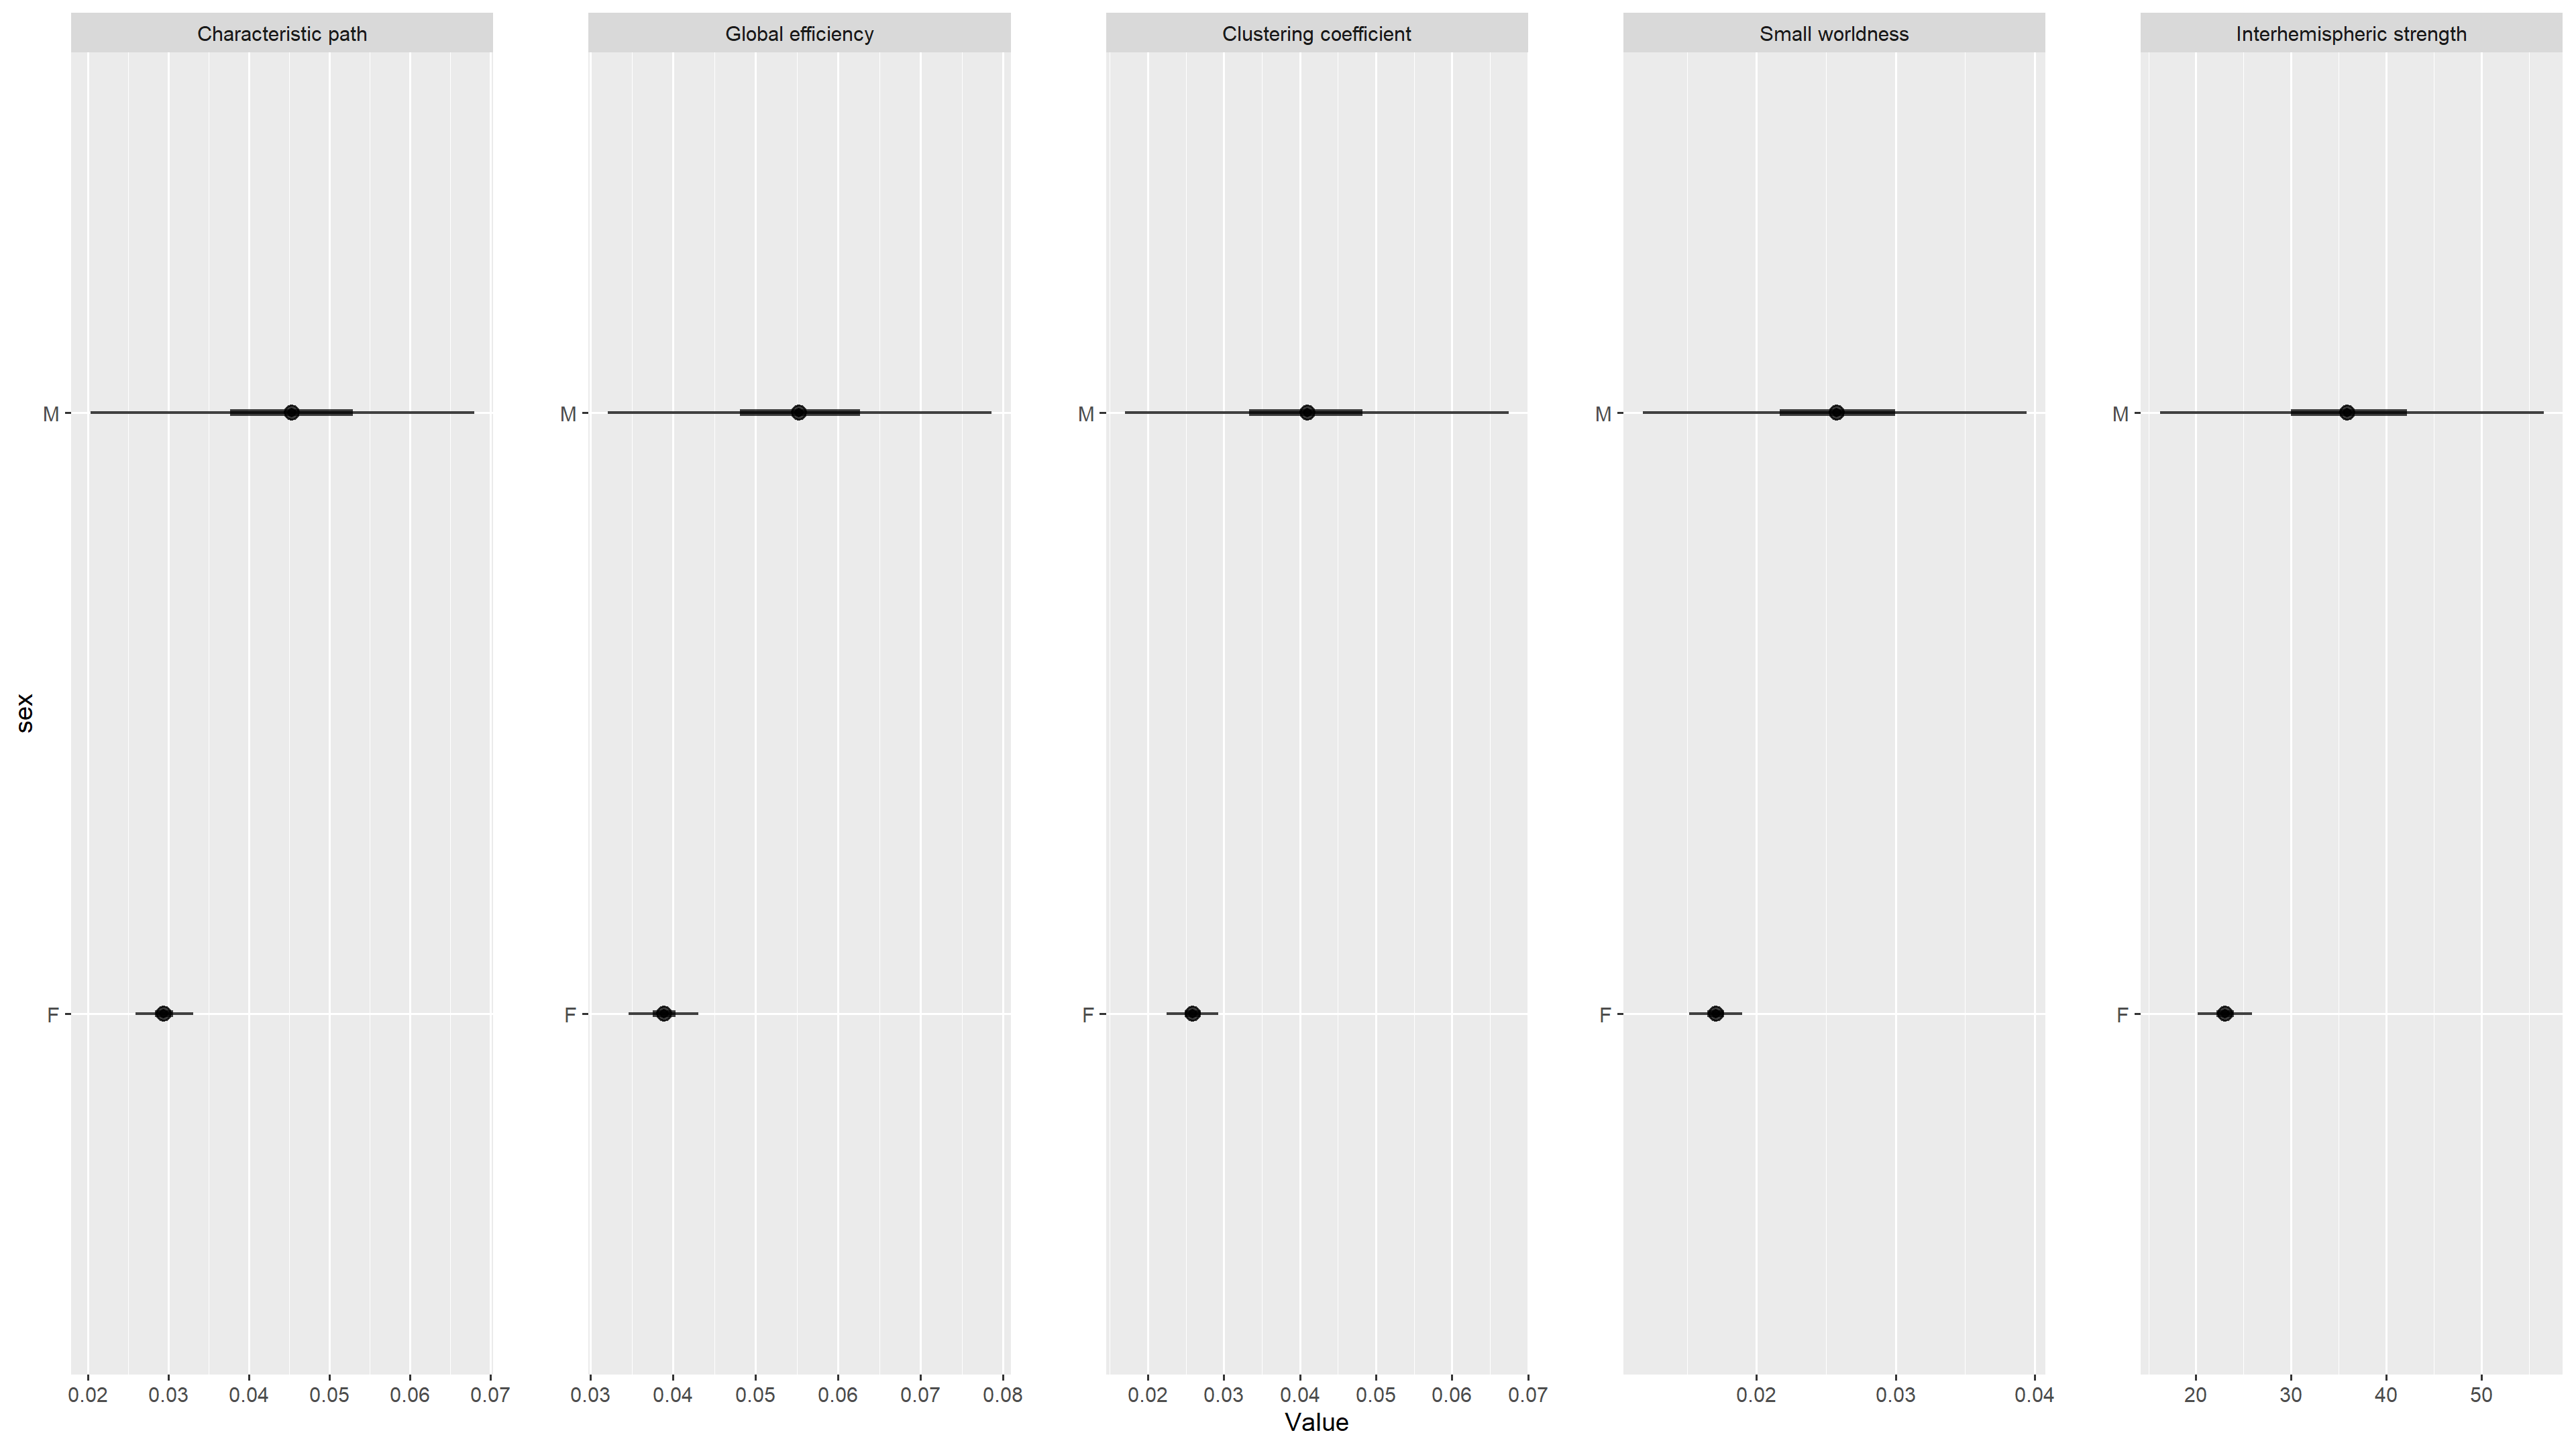 Characteristic path
Global efficiency
Clustering coefficient
Small worldness
Interhemispheric strength
sex
M
M
M
M
M
F
F
F
F
F
0.02 0.03 0.04 0.05 0.06 0.07
0.03 0.04 0.05 0.06 0.07 0.08
0.02 0.03 0.04 0.05 0.06 0.07
0.02 0.03 0.04
20 30 40 50
Value